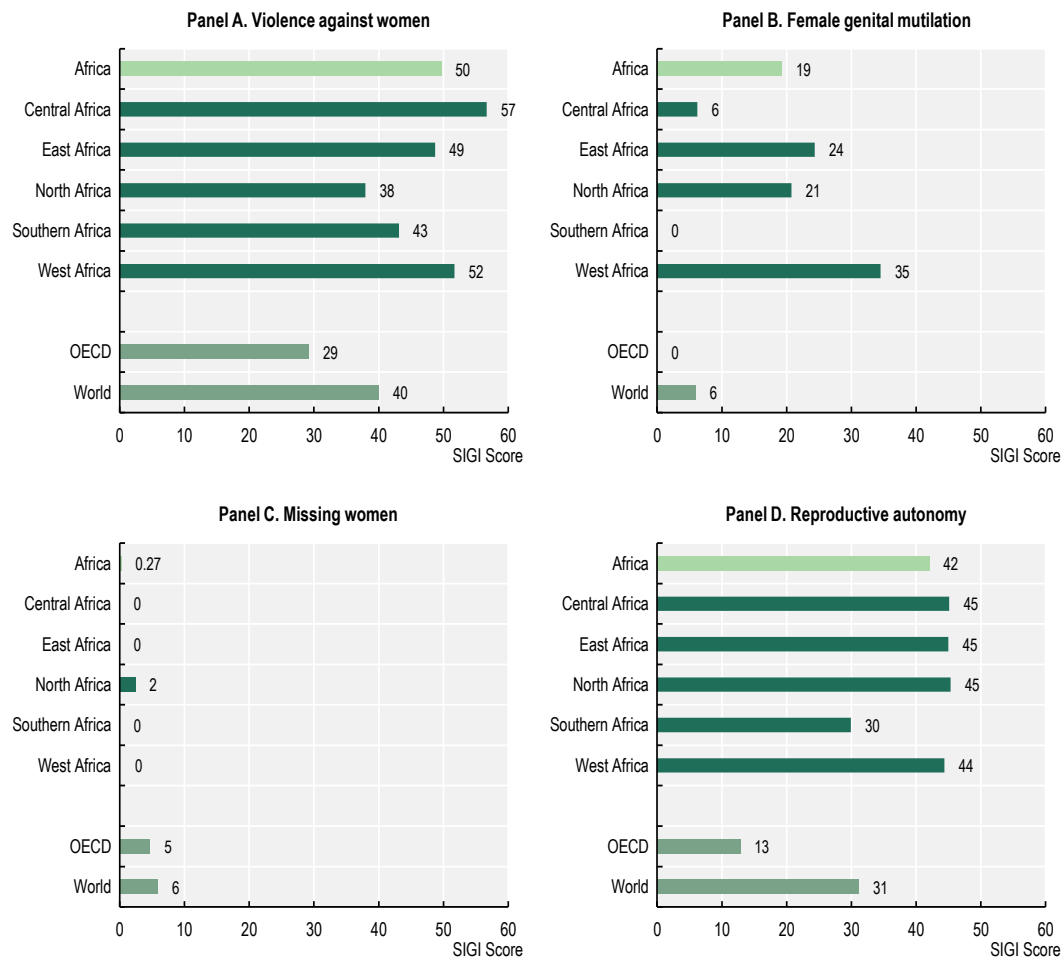 Panel A. Violence against women
Africa 50
Central Africa 57
East Africa 49
North Africa 38
Southern Africa 43
West Africa 52
OECD 29
World 40
0 10 20 30 40 50 60
SIGI Score
Panel B. Female genital mutilation
Africa 19
Central Africa 6
East Africa 24
North Africa 21
Southern Africa 0
West Africa 35
OECD 0
World 6
0 10 20 30 40 50 60
SIGI Score
Panel C. Missing women
Africa 0.27
Central Africa 0
East Africa 0
North Africa 2
Southern Africa 0
West Africa 0
OECD 5
World 6
0 10 20 30 40 50 60
SIGI Score
Panel D. Reproductive autonomy
Africa 42
Central Africa 45
East Africa 45
North Africa 45
Southern Africa 30
West Africa 44
OECD 13
World 31
0 10 20 30 40 50 60
SIGI Score